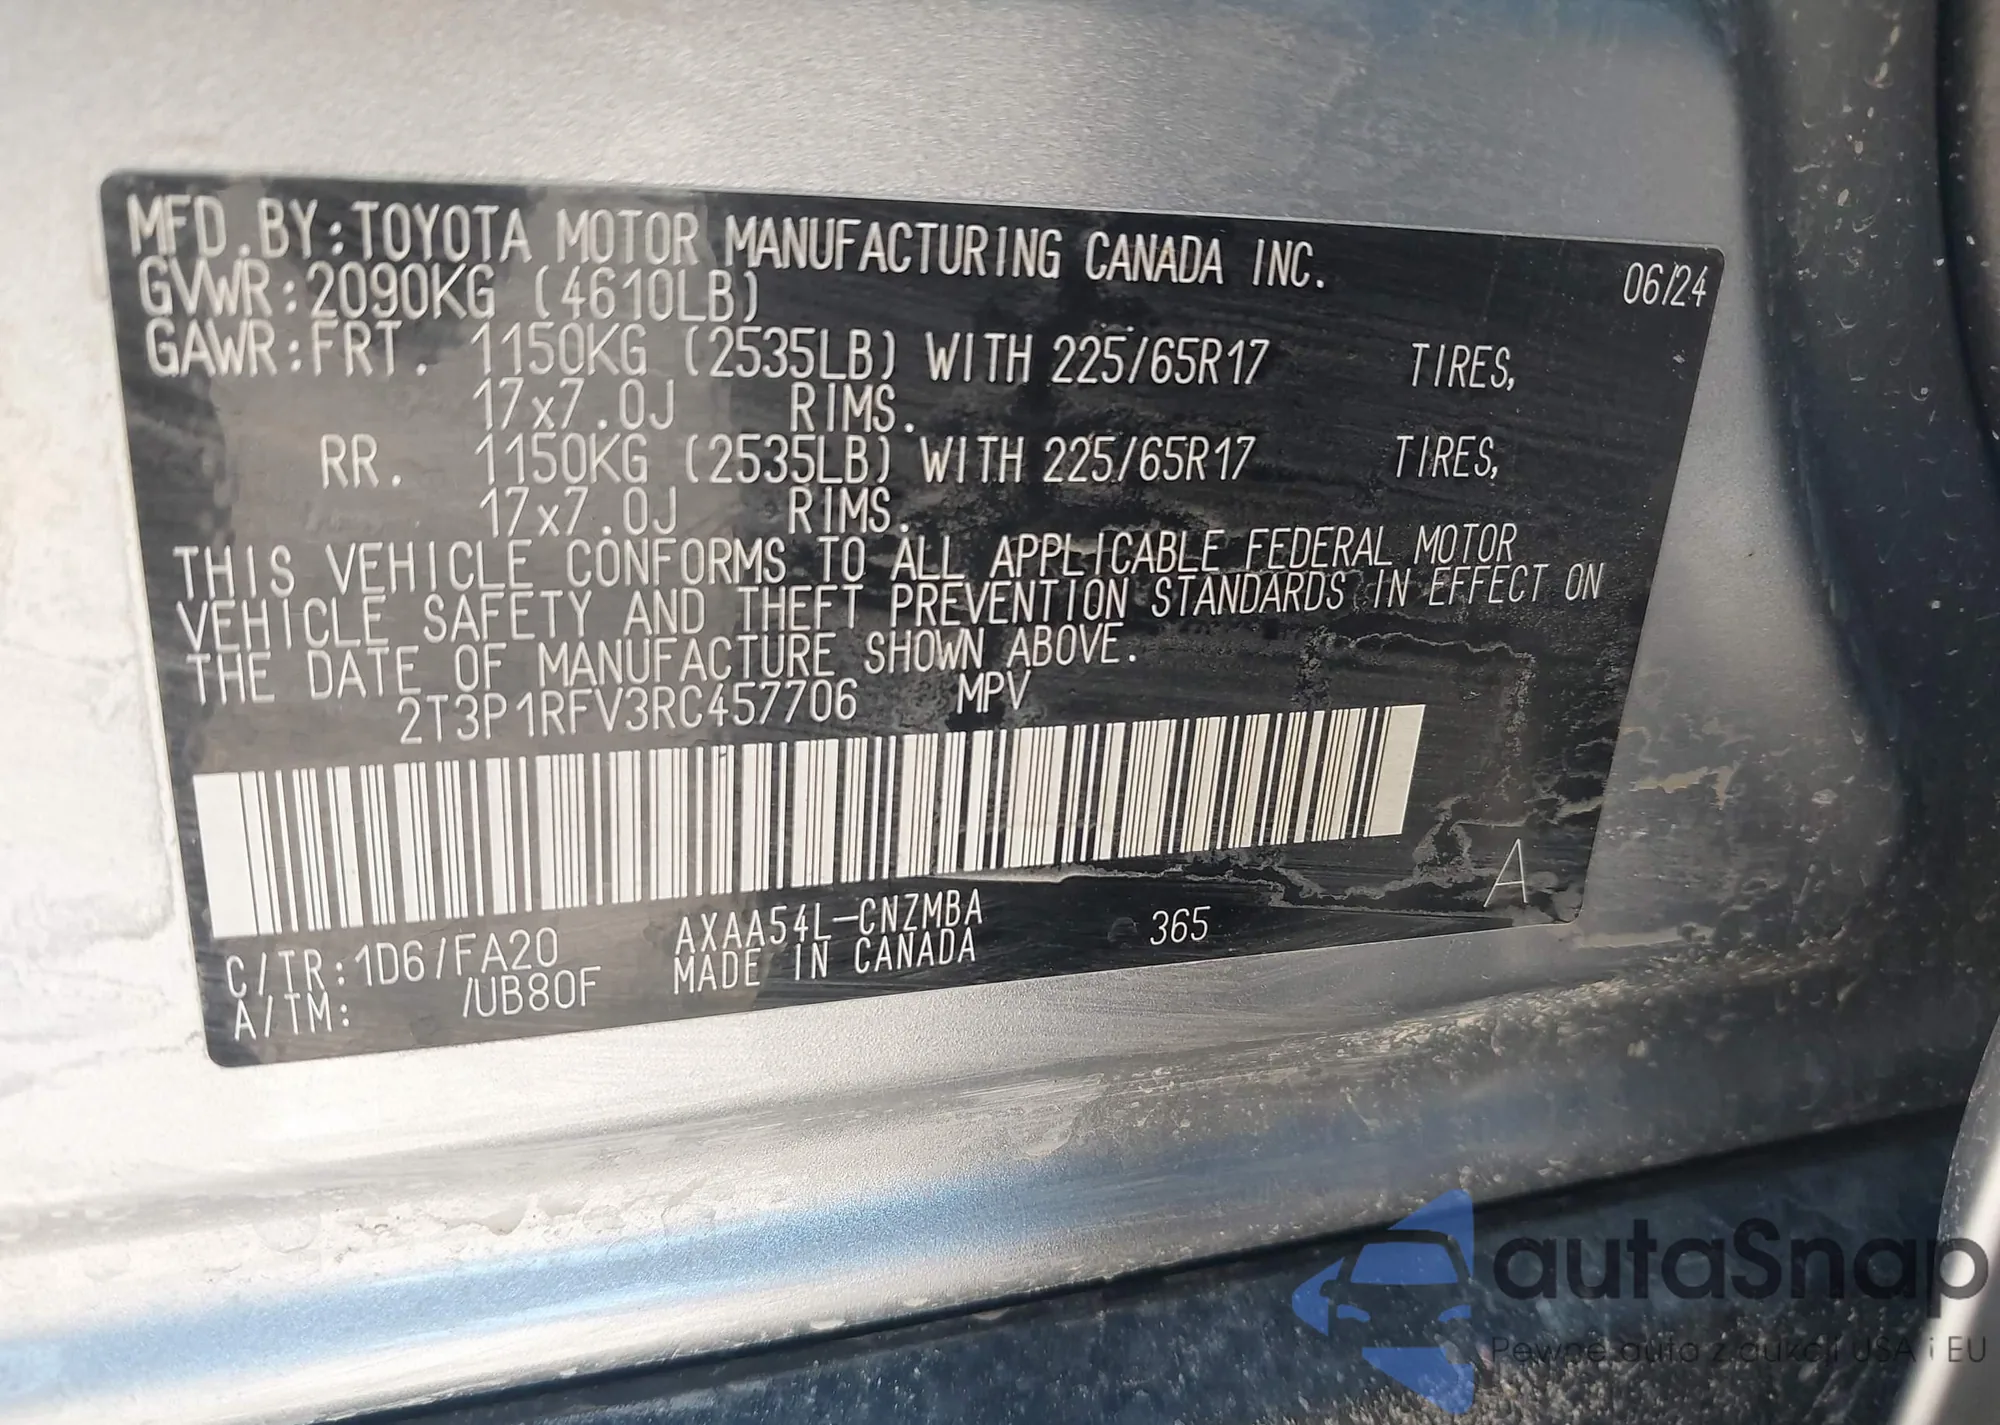 MFD.BY:TOYOTA MOTOR MANUFACTURING CANADA INC. 06/24
GVWR:2090KG (4610LB)
GAWR:FRT. 1150KG (2535LB) WITH 225/65R17 TIRES,
17x7.0J RIMS.
RR. 1150KG (2535LB) WITH 225/65R17 TIRES,
17x7.0J RIMS.
THIS VEHICLE CONFORMS TO ALL APPLICABLE FEDERAL MOTOR
VEHICLE SAFETY AND THEFT PREVENTION STANDARDS IN EFFECT ON
THE DATE OF MANUFACTURE SHOWN ABOVE.
2T3P1RFV3RC457706 MPV
C/TR:1D6/FA20 AXAA54L-CNZMBA 365 A
A/TM: /UB80F MADE IN CANADA
autaSnap
Pewne auta z aukcji USA i EU